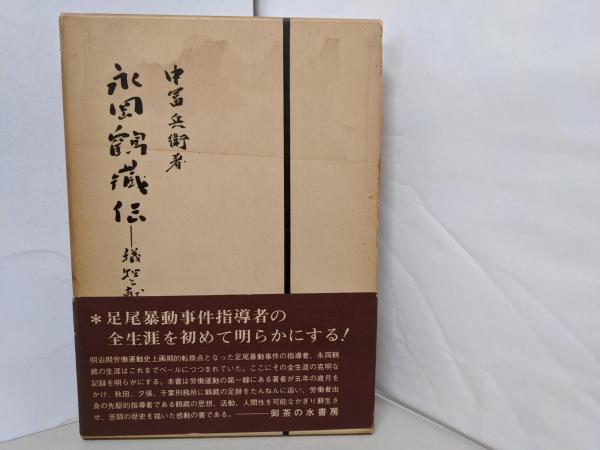 中冨兵衛著
永岡鶴蔵伝
—犠牲と献
＊足尾暴動事件指導者の
全生涯を初めて明らかにする！
明治期労働運動史上画期的転換点となった足尾暴動事件の指導者、永岡鶴
蔵の生涯はこれまでベールにつつまれていた。ここにその全生涯の克明な
記録を明らかにする。本書は労働運動の第一線にある著者が五年の歳月を
かけ、秋田、夕張、千葉刑務所に鶴蔵の足跡をたんねんに追い、労働者出
身の先駆的指導者である鶴蔵の思想、活動、人間性を可能なかぎり蘇生さ
せ、苦闘の歴史を描いた感動の書である。——御茶の水書房